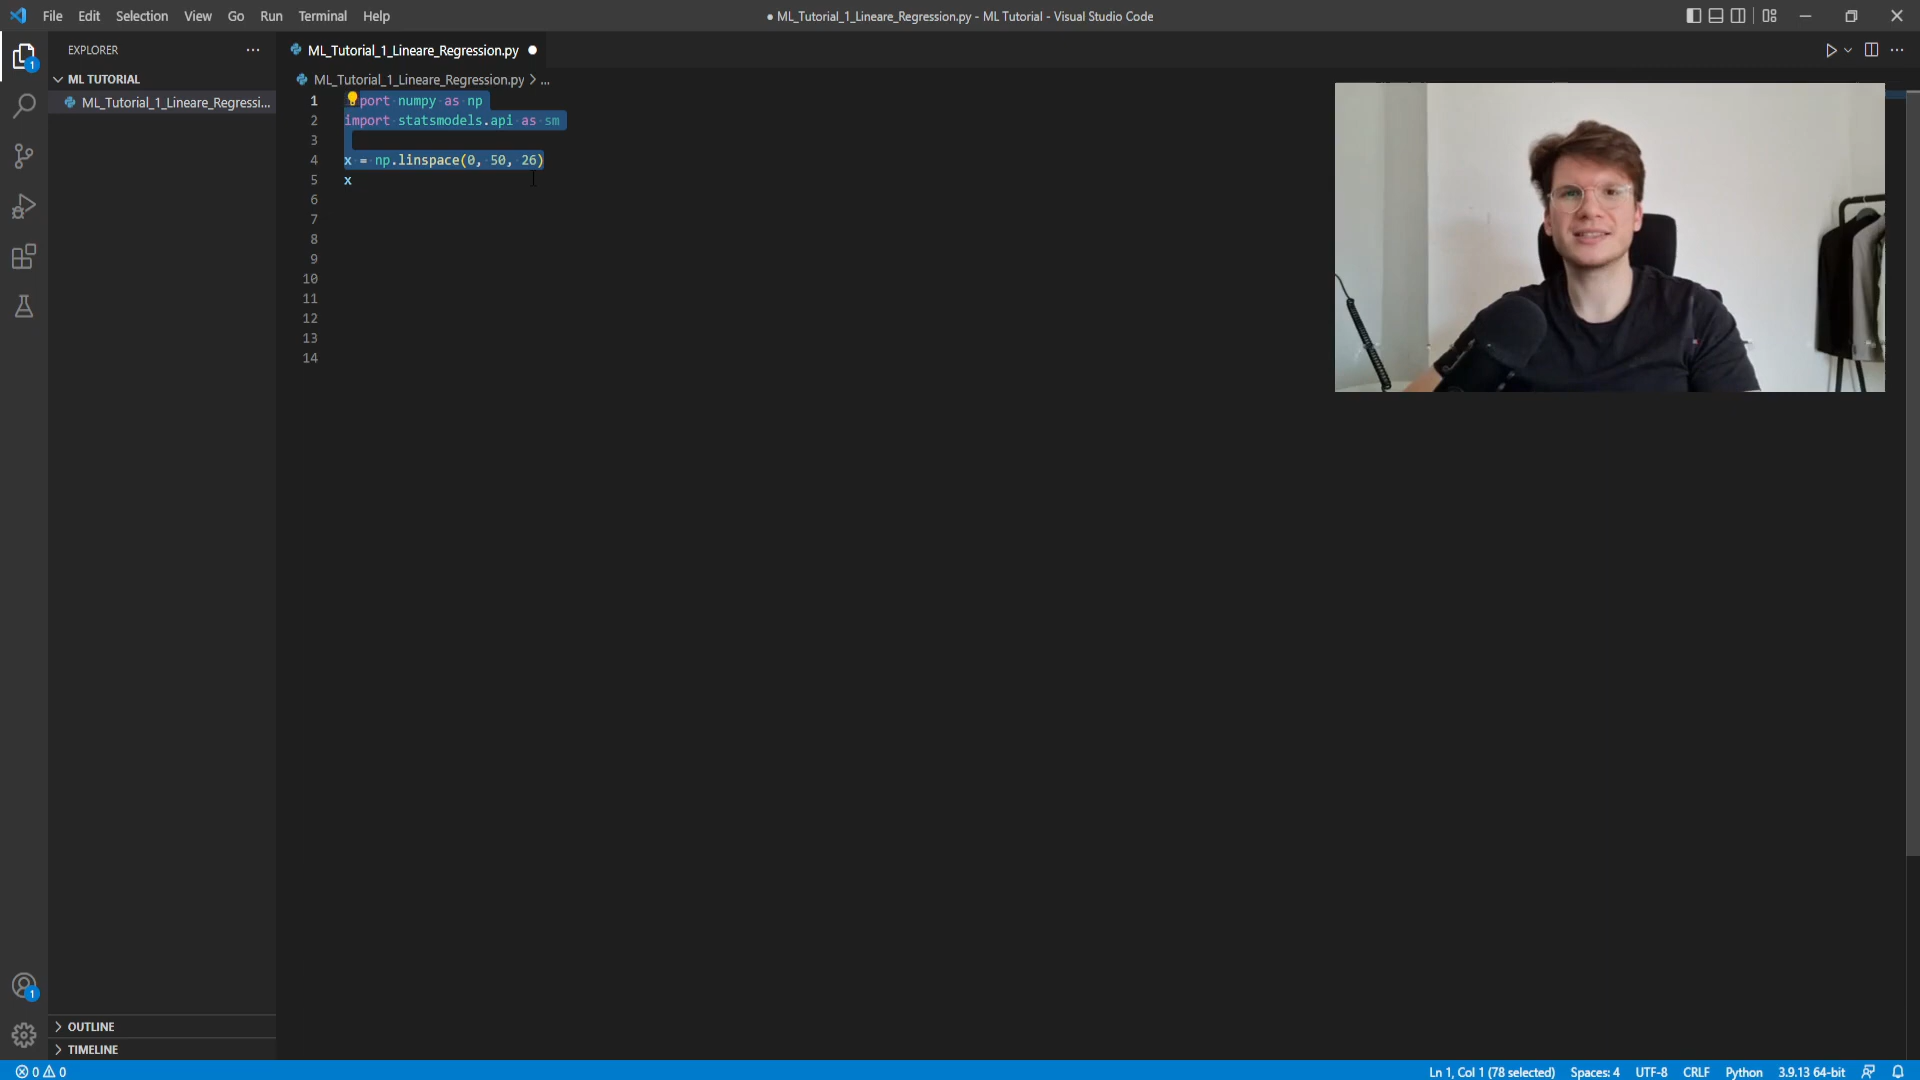 File Edit Selection View Go Run Terminal Help
● ML_Tutorial_1_Lineare_Regression.py - ML Tutorial - Visual Studio Code
EXPLORER
ML TUTORIAL
ML_Tutorial_1_Lineare_Regressi...
ML_Tutorial_1_Lineare_Regression.py
ML_Tutorial_1_Lineare_Regression.py > ...
1 port numpy as np
2 import statsmodels.api as sm
3
4 x = np.linspace(0, 50, 26)
5 x
6
7
8
9
10
11
12
13
14
1
1
OUTLINE
TIMELINE
0 0
Ln 1, Col 1 (78 selected) Spaces: 4 UTF-8 CRLF Python 3.9.13 64-bit